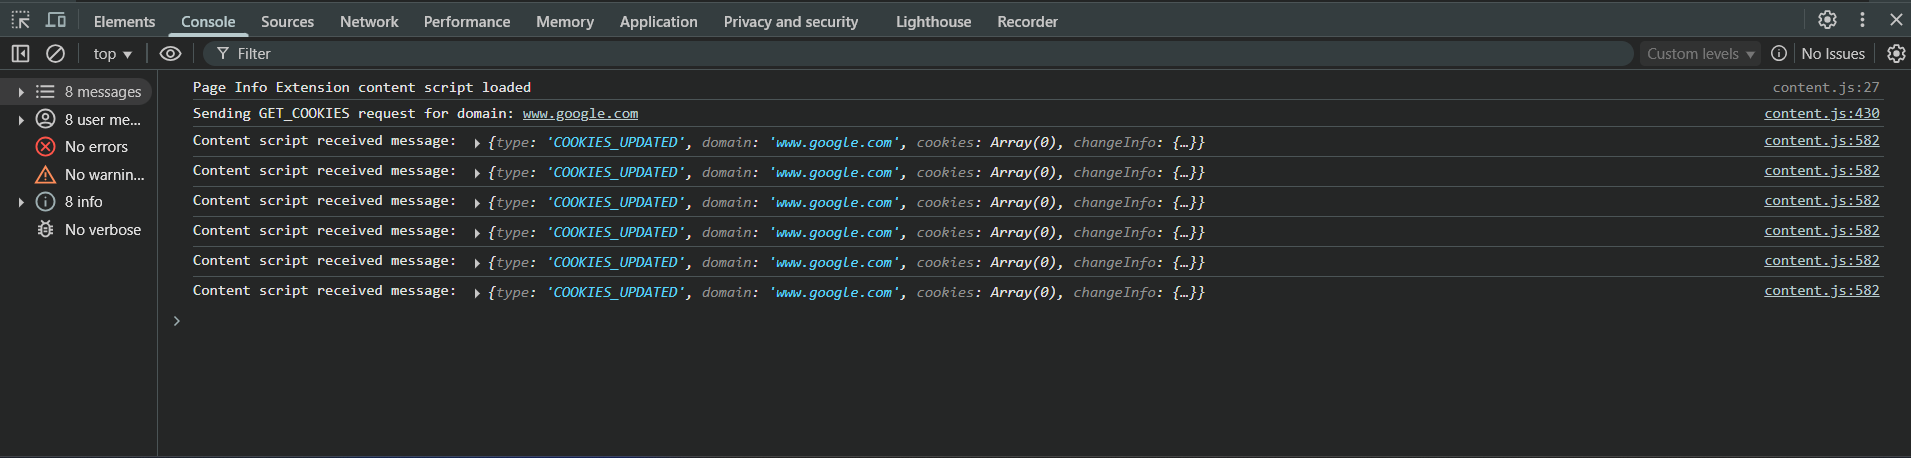 Elements Console Sources Network Performance Memory Application Privacy and security Lighthouse Recorder
top Filter Custom levels No Issues
8 messages
8 user me...
No errors
No warnin...
8 info
No verbose
Page Info Extension content script loaded content.js:27
Sending GET_COOKIES request for domain: www.google.com content.js:430
Content script received message: {type: 'COOKIES_UPDATED', domain: 'www.google.com', cookies: Array(0), changeInfo: {…}} content.js:582
Content script received message: {type: 'COOKIES_UPDATED', domain: 'www.google.com', cookies: Array(0), changeInfo: {…}} content.js:582
Content script received message: {type: 'COOKIES_UPDATED', domain: 'www.google.com', cookies: Array(0), changeInfo: {…}} content.js:582
Content script received message: {type: 'COOKIES_UPDATED', domain: 'www.google.com', cookies: Array(0), changeInfo: {…}} content.js:582
Content script received message: {type: 'COOKIES_UPDATED', domain: 'www.google.com', cookies: Array(0), changeInfo: {…}} content.js:582
Content script received message: {type: 'COOKIES_UPDATED', domain: 'www.google.com', cookies: Array(0), changeInfo: {…}} content.js:582